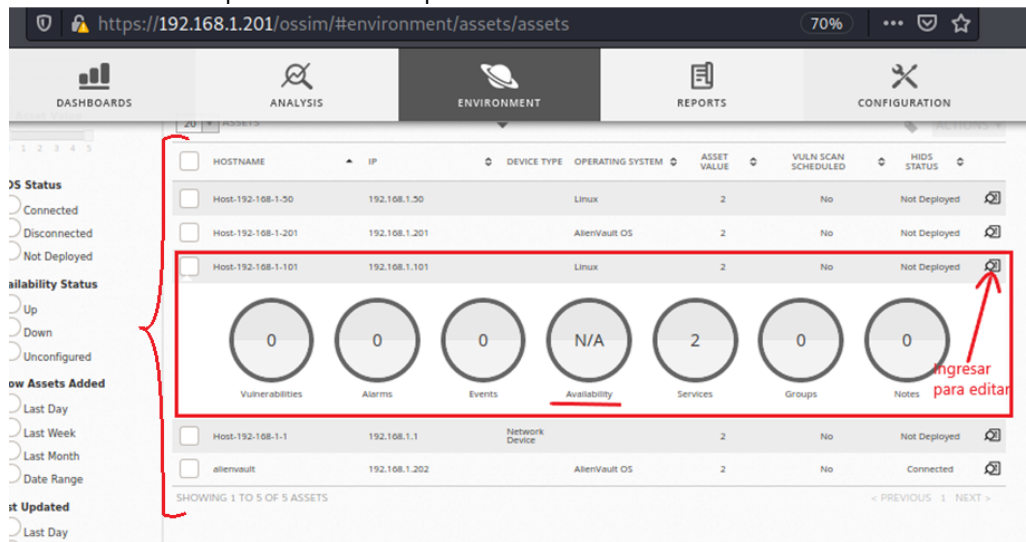 https://192.168.1.201/ossim/#environment/assets/assets 70%
DASHBOARDS ANALYSIS ENVIRONMENT REPORTS CONFIGURATION
Asset Value 20 ASSETS ACTIONS
1 2 3 4 5
HOSTNAME IP DEVICE TYPE OPERATING SYSTEM ASSET VALUE VULN SCAN SCHEDULED HIDS STATUS
Host-192-168-1-50 192.168.1.50 Linux 2 No Not Deployed
Host-192-168-1-201 192.168.1.201 AlienVault OS 2 No Not Deployed
Host-192-168-1-101 192.168.1.101 Linux 2 No Not Deployed
0 0 0 N/A 2 0 0
Vulnerabilities Alarms Events Availability Services Groups Notes
Ingresar
para editar
Host-192-168-1-1 192.168.1.1 Network Device 2 No Not Deployed
alienvault 192.168.1.202 AlienVault OS 2 No Connected
SHOWING 1 TO 5 OF 5 ASSETS < PREVIOUS 1 NEXT >
DS Status
Connected
Disconnected
Not Deployed
ailability Status
Up
Down
Unconfigured
ow Assets Added
Last Day
Last Week
Last Month
Date Range
st Updated
Last Day